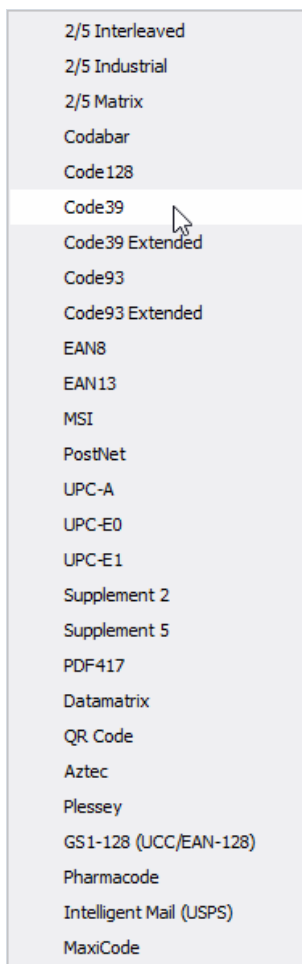 2/5 Interleaved
2/5 Industrial
2/5 Matrix
Codabar
Code128
Code39
Code39 Extended
Code93
Code93 Extended
EAN8
EAN13
MSI
PostNet
UPC-A
UPC-E0
UPC-E1
Supplement 2
Supplement 5
PDF417
Datamatrix
QR Code
Aztec
Plessey
GS1-128 (UCC/EAN-128)
Pharmacode
Intelligent Mail (USPS)
MaxiCode